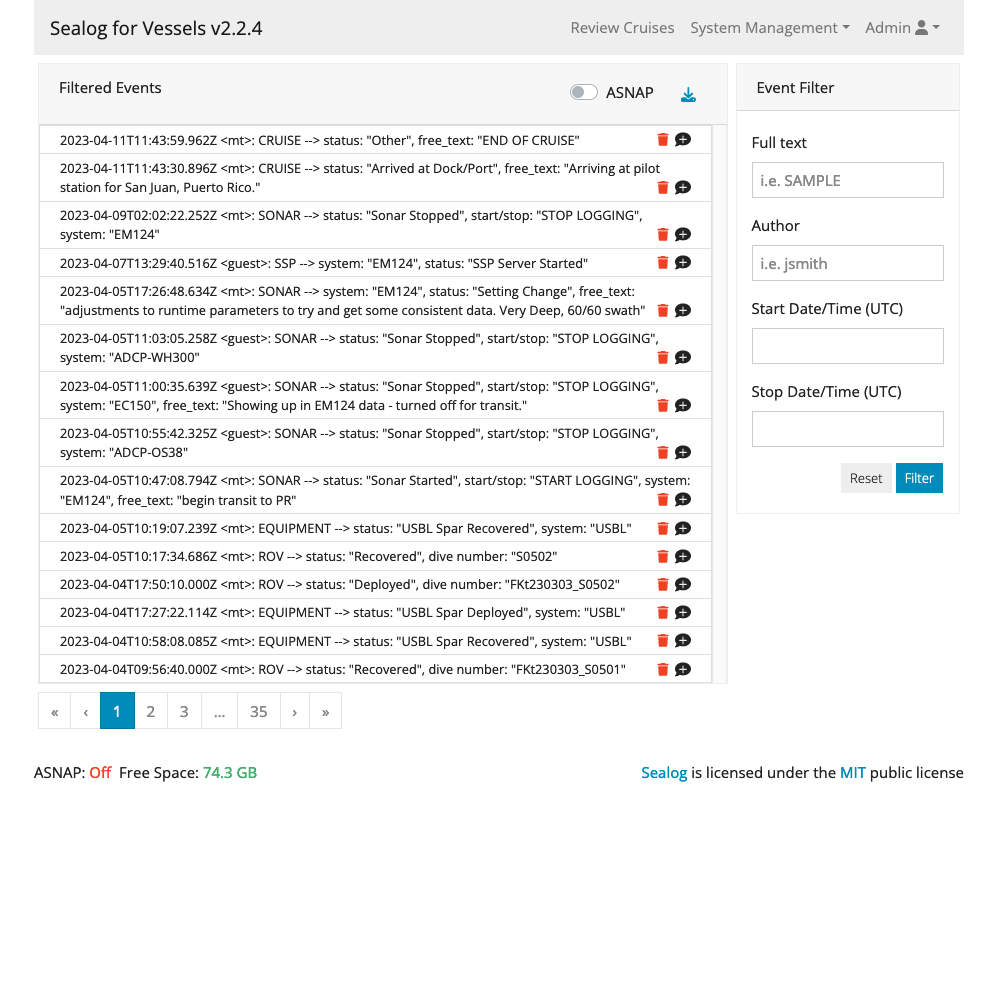 Sealog for Vessels v2.2.4
Review Cruises System Management Admin
Filtered Events
ASNAP
2023-04-11T11:43:59.962Z <mt>: CRUISE --> status: "Other", free_text: "END OF CRUISE"
2023-04-11T11:43:30.896Z <mt>: CRUISE --> status: "Arrived at Dock/Port", free_text: "Arriving at pilot
station for San Juan, Puerto Rico."
2023-04-09T02:02:22.252Z <mt>: SONAR --> status: "Sonar Stopped", start/stop: "STOP LOGGING",
system: "EM124"
2023-04-07T13:29:40.516Z <guest>: SSP --> system: "EM124", status: "SSP Server Started"
2023-04-05T17:26:48.634Z <mt>: SONAR --> system: "EM124", status: "Setting Change", free_text:
"adjustments to runtime parameters to try and get some consistent data. Very Deep, 60/60 swath"
2023-04-05T11:03:05.258Z <guest>: SONAR --> status: "Sonar Stopped", start/stop: "STOP LOGGING",
system: "ADCP-WH300"
2023-04-05T11:00:35.639Z <guest>: SONAR --> status: "Sonar Stopped", start/stop: "STOP LOGGING",
system: "EC150", free_text: "Showing up in EM124 data - turned off for transit."
2023-04-05T10:55:42.325Z <guest>: SONAR --> status: "Sonar Stopped", start/stop: "STOP LOGGING",
system: "ADCP-OS38"
2023-04-05T10:47:08.794Z <mt>: SONAR --> status: "Sonar Started", start/stop: "START LOGGING", system:
"EM124", free_text: "begin transit to PR"
2023-04-05T10:19:07.239Z <mt>: EQUIPMENT --> status: "USBL Spar Recovered", system: "USBL"
2023-04-05T10:17:34.686Z <mt>: ROV --> status: "Recovered", dive number: "S0502"
2023-04-04T17:50:10.000Z <mt>: ROV --> status: "Deployed", dive number: "FKt230303_S0502"
2023-04-04T17:27:22.114Z <mt>: EQUIPMENT --> status: "USBL Spar Deployed", system: "USBL"
2023-04-04T10:58:08.085Z <mt>: EQUIPMENT --> status: "USBL Spar Recovered", system: "USBL"
2023-04-04T09:56:40.000Z <mt>: ROV --> status: "Recovered", dive number: "FKt230303_S0501"
« ‹ 1 2 3 ... 35 › »
Event Filter
Full text
i.e. SAMPLE
Author
i.e. jsmith
Start Date/Time (UTC)
Stop Date/Time (UTC)
Reset Filter
ASNAP: Off Free Space: 74.3 GB
Sealog is licensed under the MIT public license